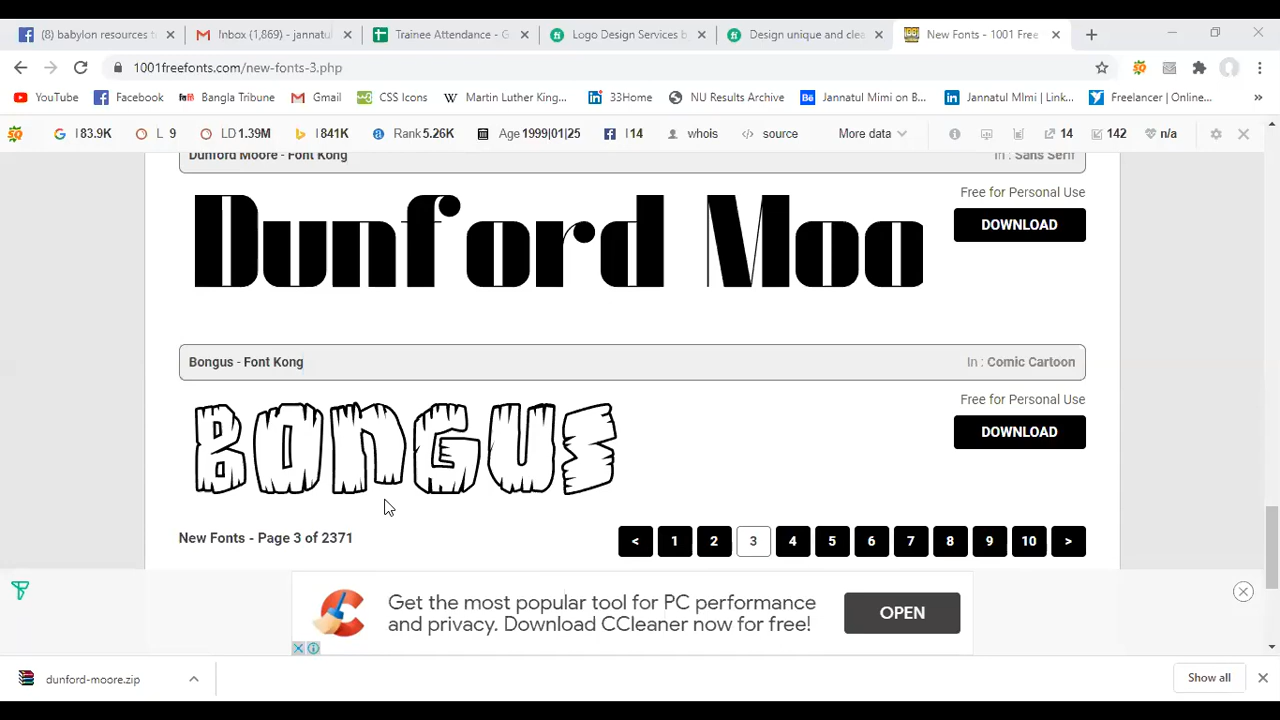 (8) babylon resources t
Inbox (1,869) - jannatul
Trainee Attendance - G
Logo Design Services b
Design unique and clea
New Fonts - 1001 Free
1001freefonts.com/new-fonts-3.php
YouTube
Facebook
Bangla Tribune
Gmail
CSS Icons
Martin Luther King...
33Home
NU Results Archive
Jannatul Mimi on B...
Jannatul MImi | Link...
Freelancer | Online...
»
I 83.9K
L 9
LD 1.39M
I 841K
Rank 5.26K
Age 1999|01|25
I 14
whois
source
More data
14
142
n/a
Dunford Moore - Font Kong
In : Sans Serif
Dunford Moo
Free for Personal Use
DOWNLOAD
Bongus - Font Kong
In : Comic Cartoon
BONGUS
Free for Personal Use
DOWNLOAD
New Fonts - Page 3 of 2371
< 1 2 3 4 5 6 7 8 9 10 >
Get the most popular tool for PC performance
and privacy. Download CCleaner now for free!
OPEN
dunford-moore.zip
Show all